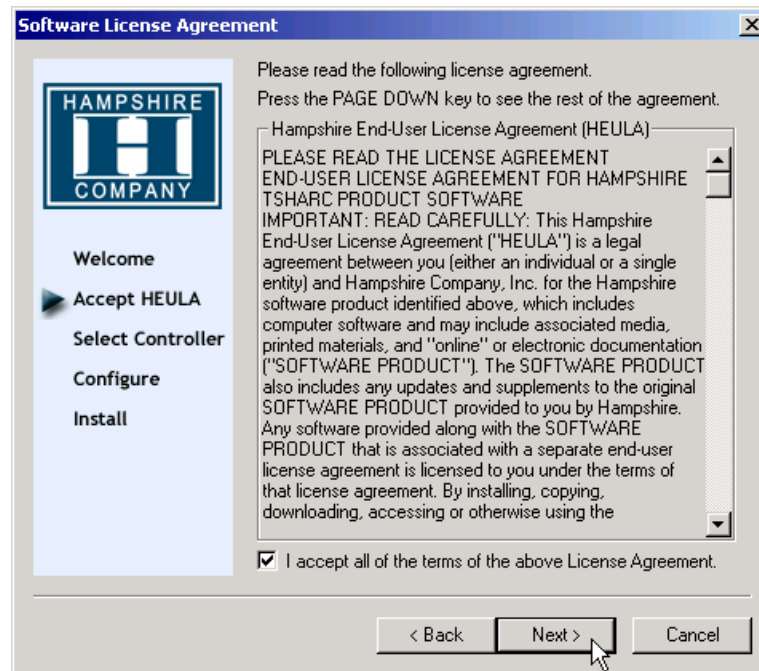 Software License Agreement
HAMPSHIRE
COMPANY
Welcome
Accept HEULA
Select Controller
Configure
Install
Please read the following license agreement.
Press the PAGE DOWN key to see the rest of the agreement.
Hampshire End-User License Agreement (HEULA)
PLEASE READ THE LICENSE AGREEMENT
END-USER LICENSE AGREEMENT FOR HAMPSHIRE
TSHARC PRODUCT SOFTWARE
IMPORTANT: READ CAREFULLY: This Hampshire
End-User License Agreement ("HEULA") is a legal
agreement between you (either an individual or a single
entity) and Hampshire Company, Inc. for the Hampshire
software product identified above, which includes
computer software and may include associated media,
printed materials, and "online" or electronic documentation
("SOFTWARE PRODUCT"). The SOFTWARE PRODUCT
also includes any updates and supplements to the original
SOFTWARE PRODUCT provided to you by Hampshire.
Any software provided along with the SOFTWARE
PRODUCT that is associated with a separate end-user
license agreement is licensed to you under the terms of
that license agreement. By installing, copying,
downloading, accessing or otherwise using the
I accept all of the terms of the above License Agreement.
< Back
Next >
Cancel